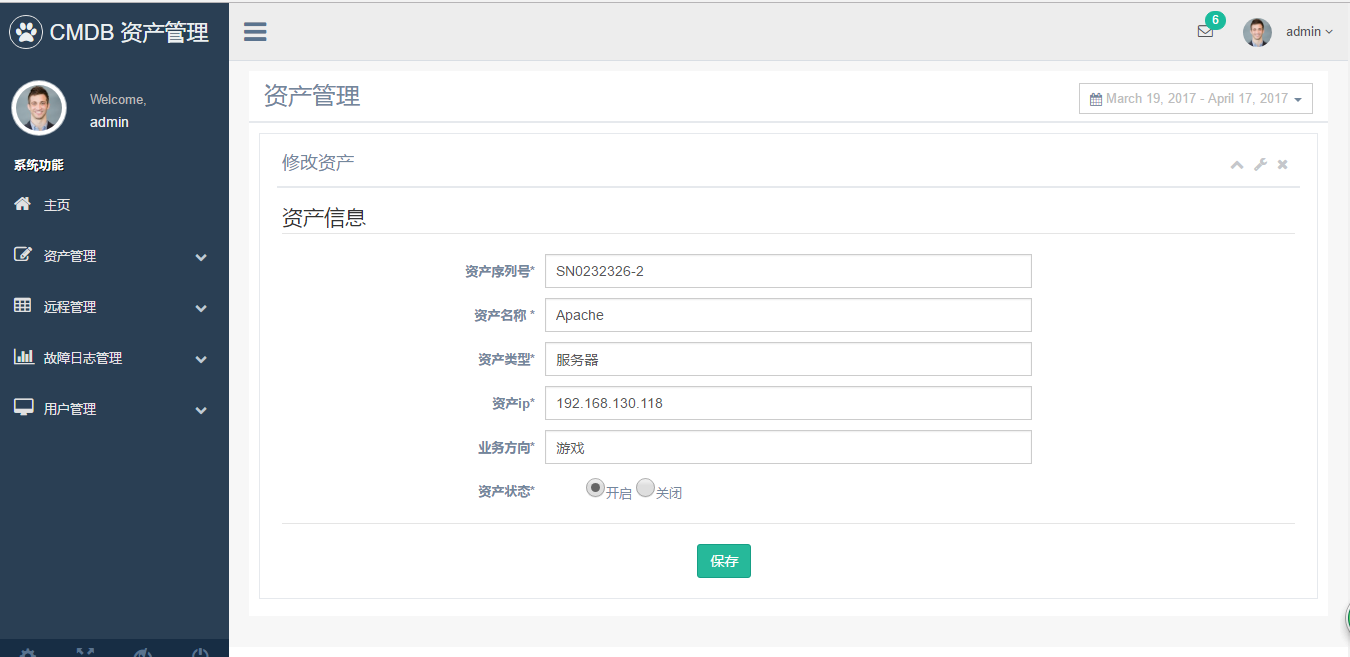 CMDB 资产管理
6
admin
Welcome,
admin
系统功能
主页
资产管理
远程管理
故障日志管理
用户管理
资产管理
March 19, 2017 - April 17, 2017
修改资产
资产信息
资产序列号* SN0232326-2
资产名称 * Apache
资产类型* 服务器
资产ip* 192.168.130.118
业务方向* 游戏
资产状态* 开启 关闭
保存